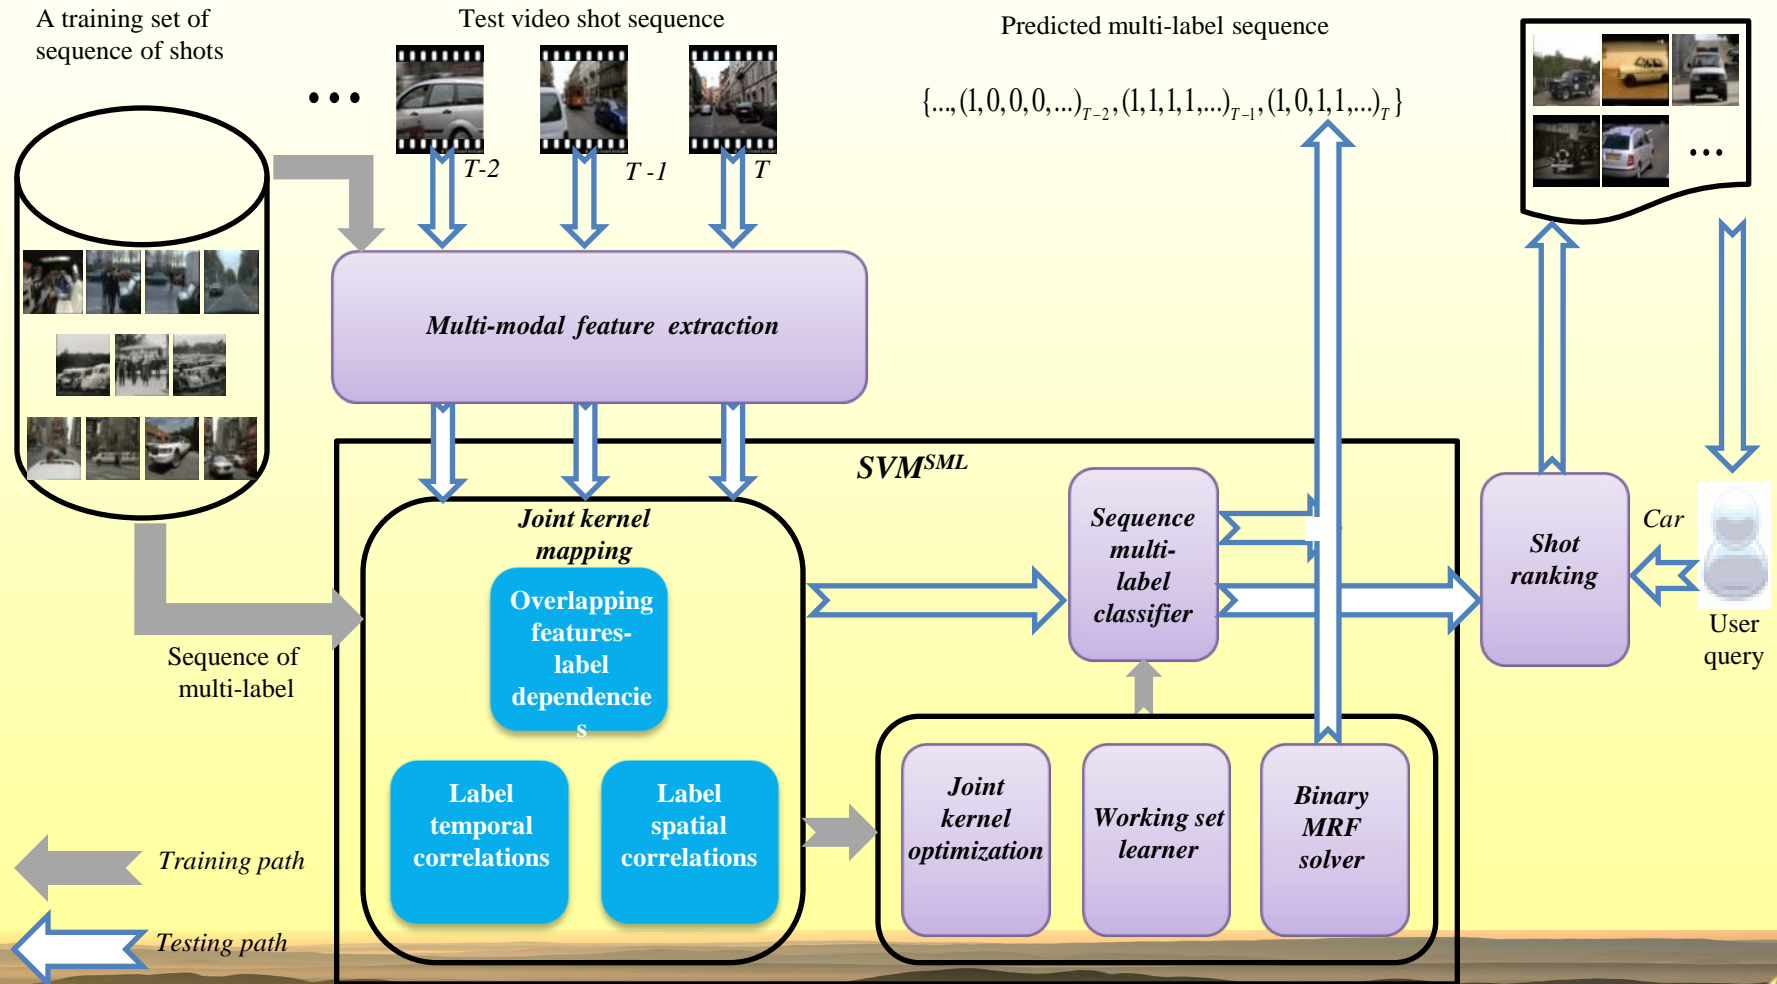 A training set of
sequence of shots
Test video shot sequence
Predicted multi-label sequence
...
T-2
T -1
T
{...,(1,0,0,0,...)T−2,(1,1,1,1,...)T−1,(1,0,1,1,...)T}
...
Multi-modal feature extraction
SVMSML
Joint kernel
mapping
Overlapping
features-
label
dependencie
s
Label
temporal
correlations
Label
spatial
correlations
Sequence
multi-
label
classifier
Shot
ranking
Car
User
query
Sequence of
multi-label
Joint
kernel
optimization
Working set
learner
Binary
MRF
solver
Training path
Testing path